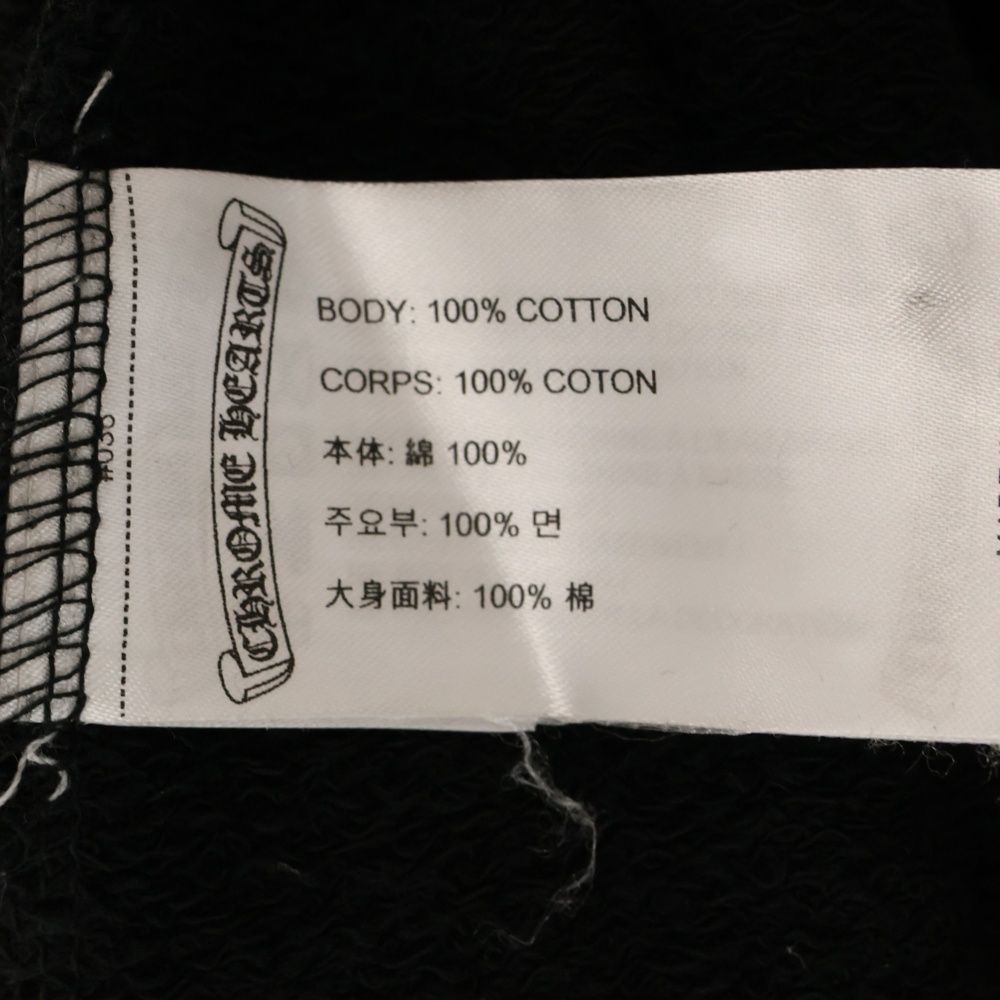 CHROME HEARTS
BODY: 100% COTTON
CORPS: 100% COTON
本体: 綿 100%
주요부: 100% 면
大身面料: 100% 棉